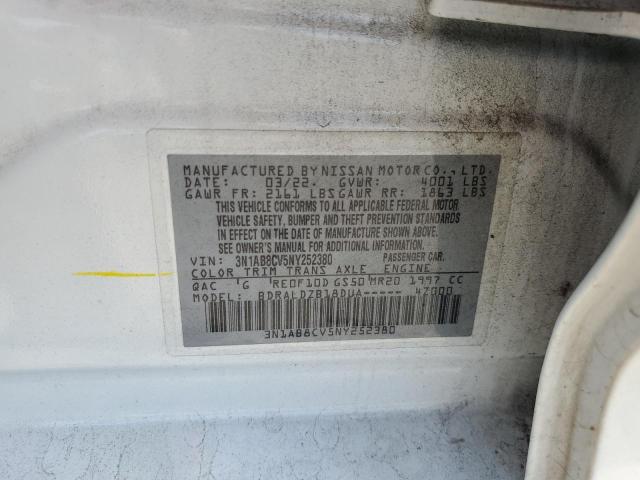 MANUFACTURED BY NISSAN MOTOR CO., LTD.
DATE: 03/22. GVWR: 4001 LBS
GAWR FR: 2161 LBS GAWR RR: 1863 LBS
THIS VEHICLE CONFORMS TO ALL APPLICABLE FEDERAL MOTOR
VEHICLE SAFETY, BUMPER AND THEFT PREVENTION STANDARDS
IN EFFECT ON THE DATE OF MANUFACTURE SHOWN ABOVE.
SEE OWNER'S MANUAL FOR ADDITIONAL INFORMATION.
VIN: 3N1AB8CV5NY252380 PASSENGER CAR.
COLOR TRIM TRANS AXLE ENGINE
QAC 'G RE0F10D GS50 MR20 1997 CC
MODEL: BDRALDZB18DUA----- 47000
3N1AB8CV5NY252380